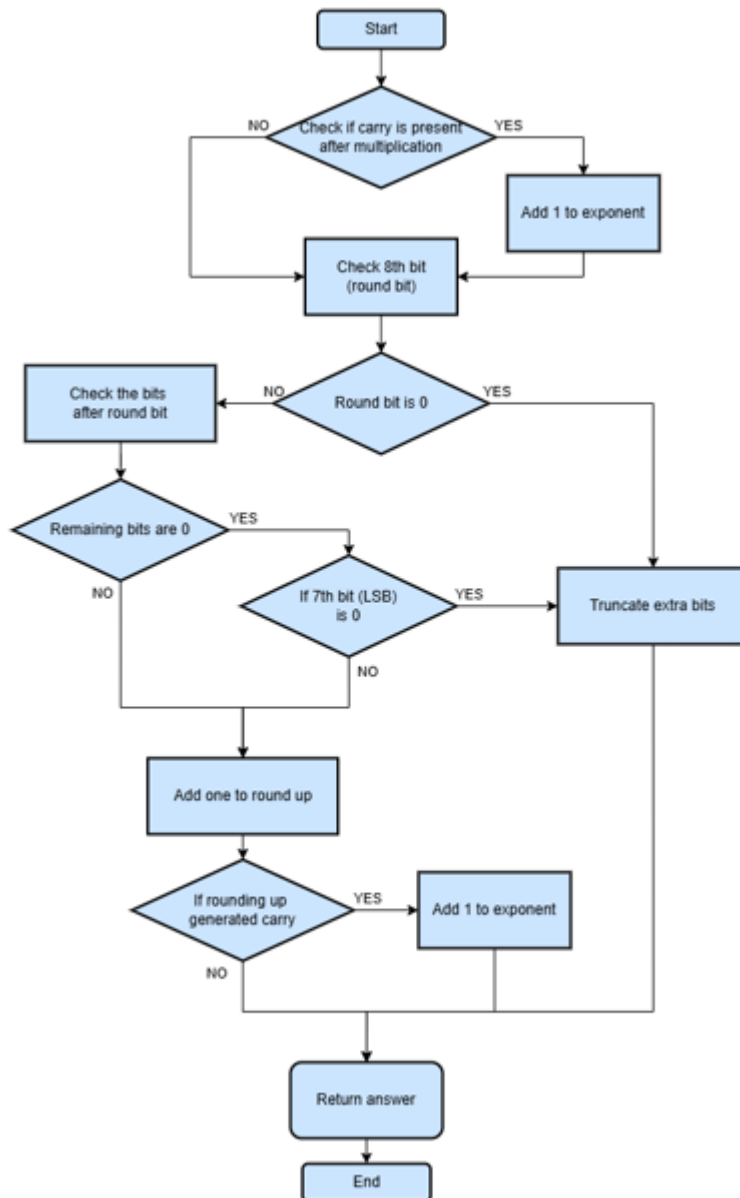 Start
NO
Check if carry is present
after multiplication
YES
Add 1 to exponent
Check 8th bit
(round bit)
Check the bits
after round bit
NO
Round bit is 0
YES
Remaining bits are 0
YES
NO
If 7th bit (LSB)
is 0
YES
Truncate extra bits
NO
Add one to round up
If rounding up
generated carry
YES
Add 1 to exponent
NO
Return answer
End